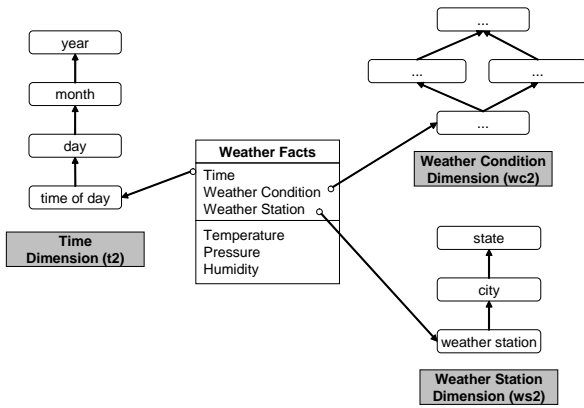 year
month
day
time of day
Time
Dimension (t2)
Weather Facts
Time
Weather Condition
Weather Station
Temperature
Pressure
Humidity
...
...
...
...
Weather Condition
Dimension (wc2)
state
city
weather station
Weather Station
Dimension (ws2)